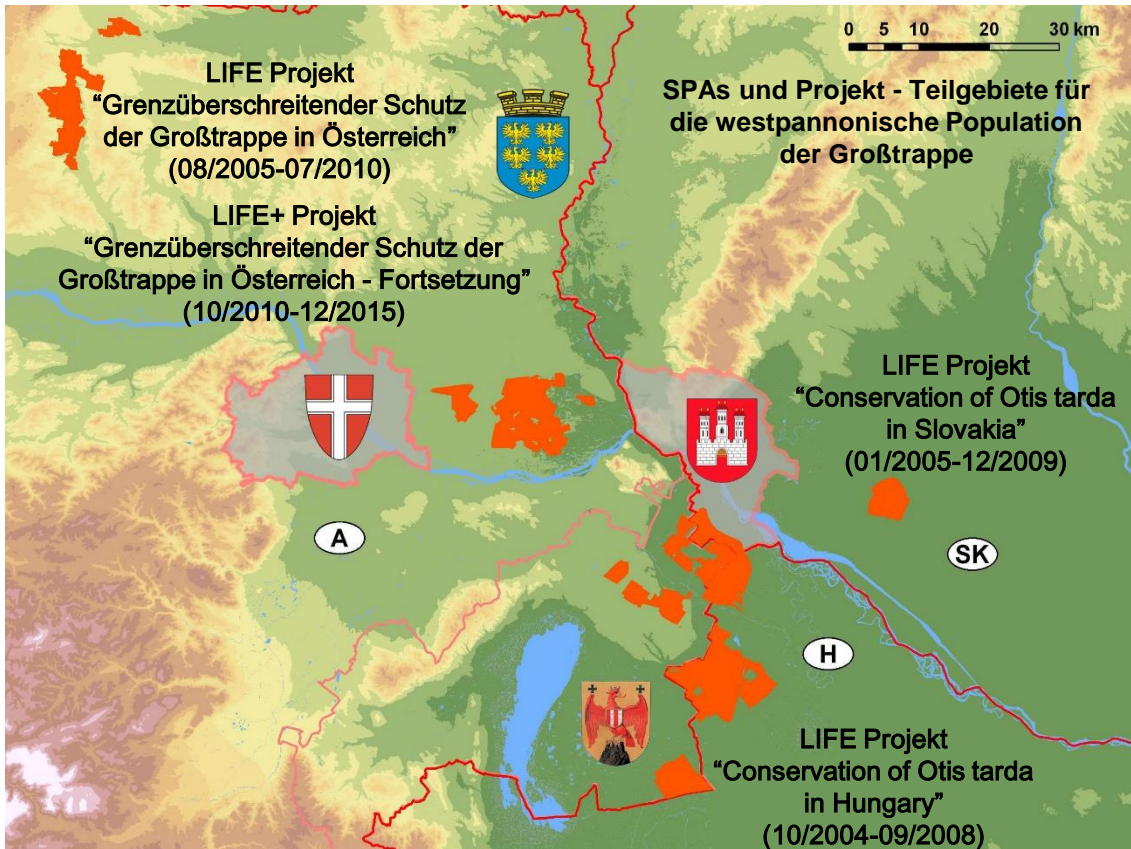 0 5 10 20 30 km
LIFE Projekt
“Grenzüberschreitender Schutz
der Großtrappe in Österreich”
(08/2005-07/2010)
SPAs und Projekt - Teilgebiete für
die westpannonische Population
der Großtrappe
LIFE+ Projekt
“Grenzüberschreitender Schutz der
Großtrappe in Österreich - Fortsetzung”
(10/2010-12/2015)
LIFE Projekt
“Conservation of Otis tarda
in Slovakia”
(01/2005-12/2009)
A
SK
H
LIFE Projekt
“Conservation of Otis tarda
in Hungary”
(10/2004-09/2008)